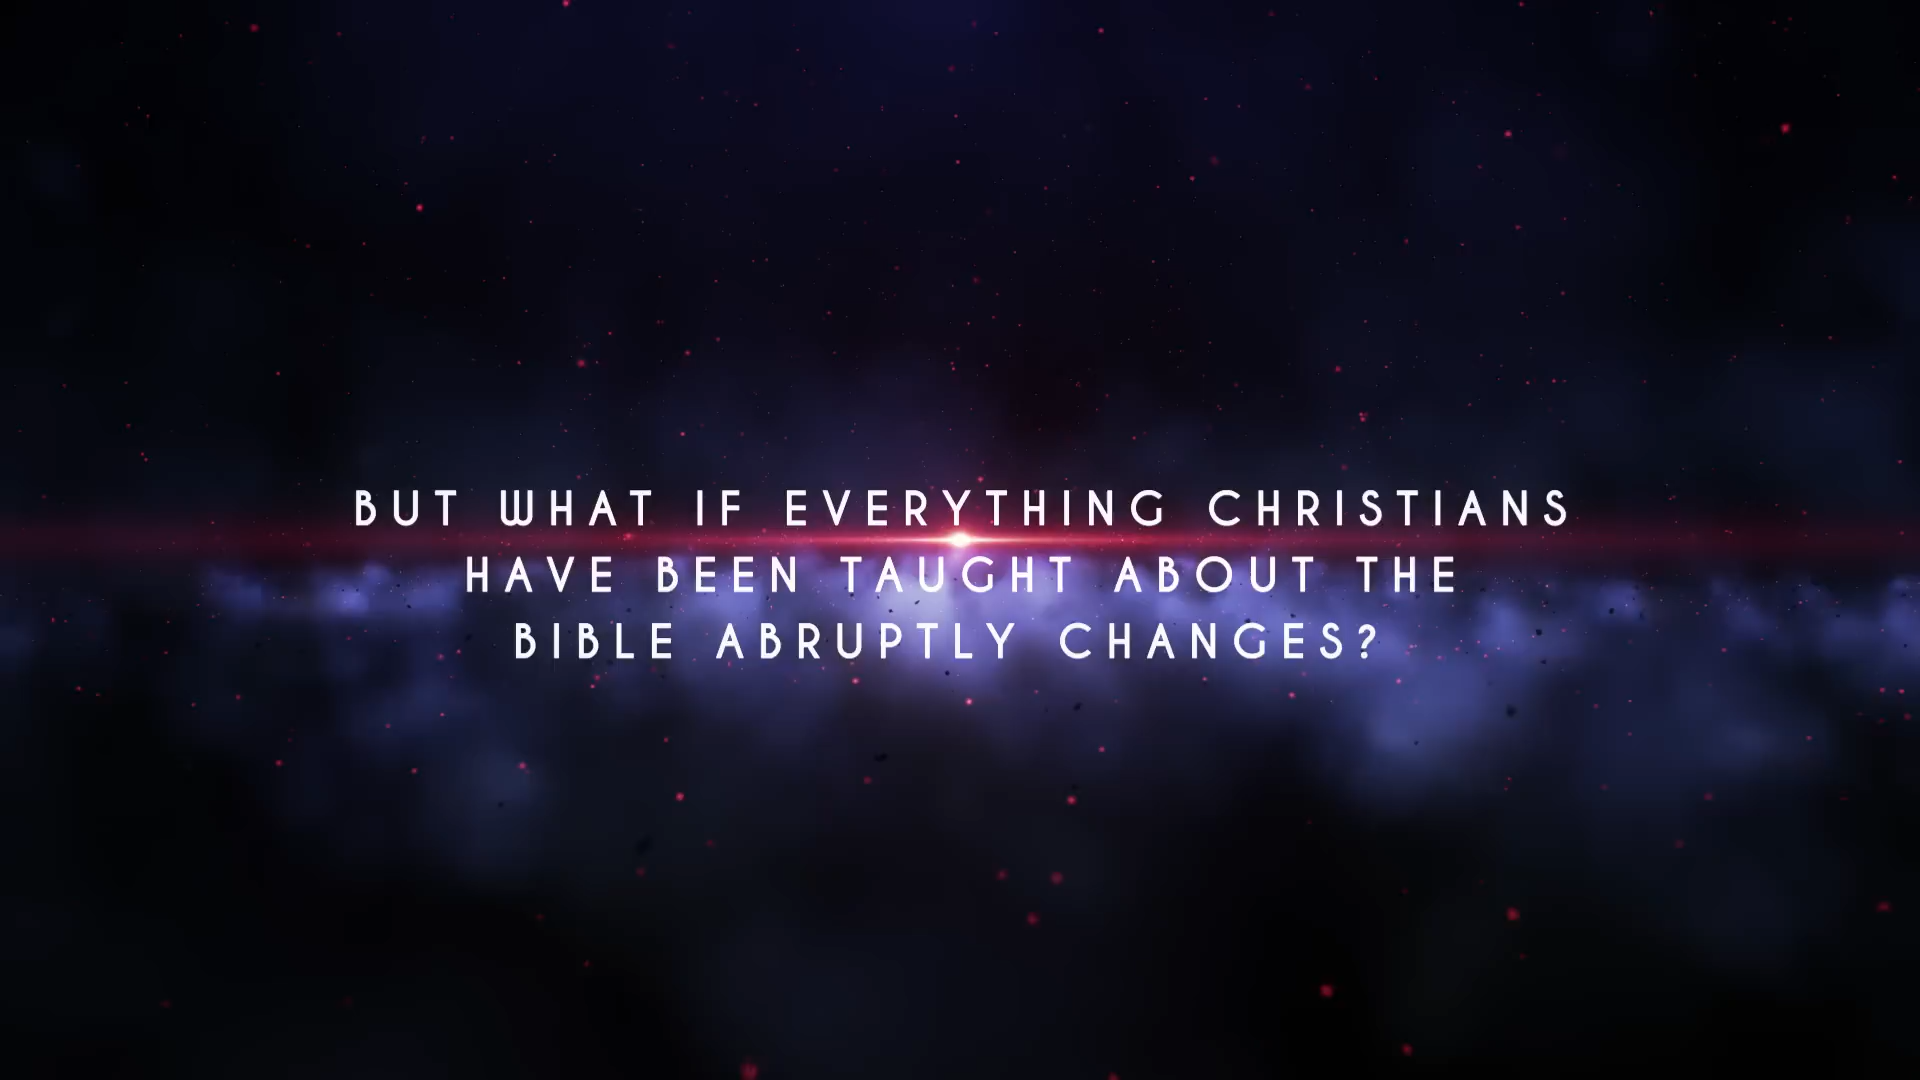 BUT WHAT IF EVERYTHING CHRISTIANS
HAVE BEEN TAUGHT ABOUT THE
BIBLE ABRUPTLY CHANGES?